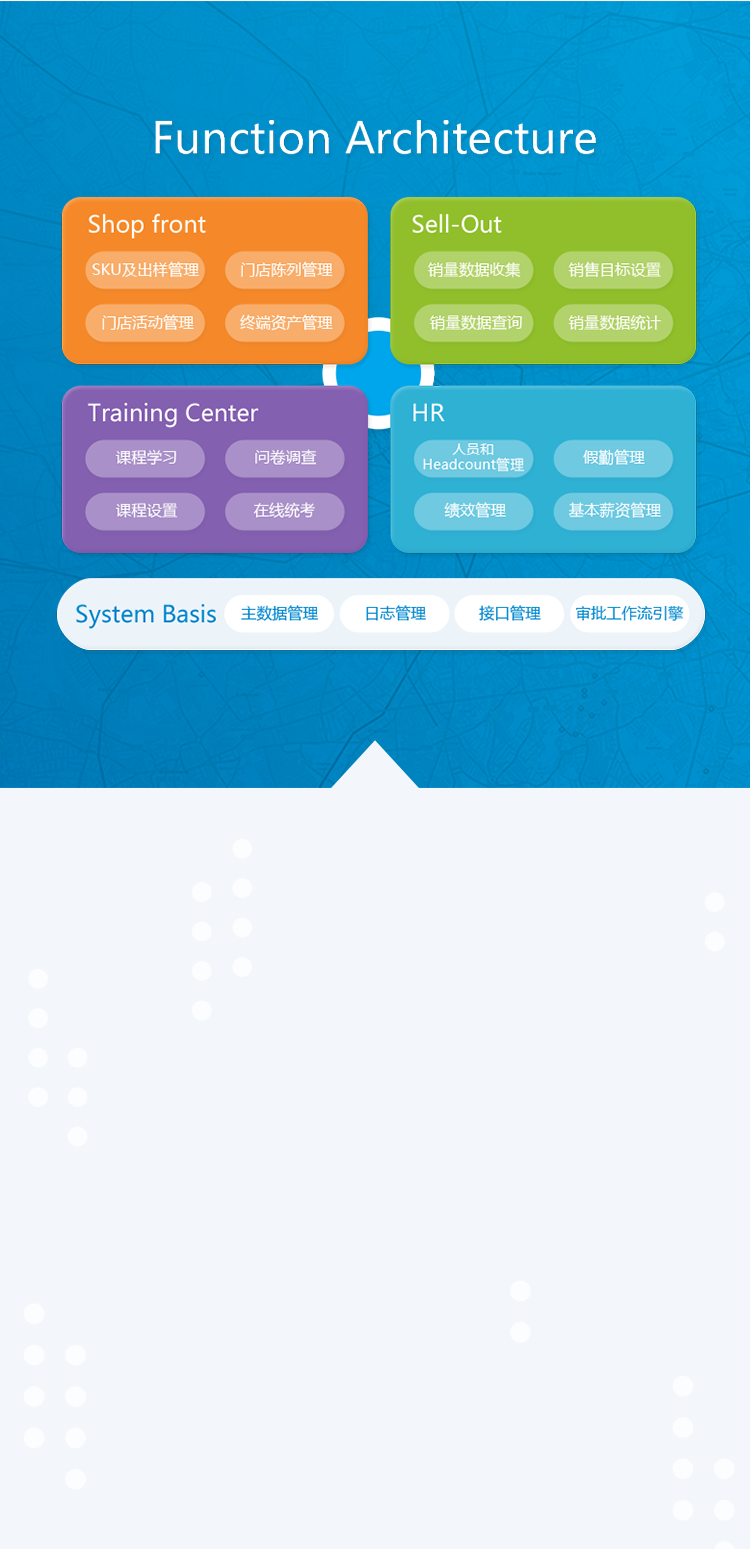 Function Architecture
Shop front
SKU及出样管理
门店陈列管理
门店活动管理
终端资产管理
Sell-Out
销量数据收集
销售目标设置
销量数据查询
销量数据统计
Training Center
课程学习
问卷调查
课程设置
在线统考
HR
人员和
Headcount管理
假勤管理
绩效管理
基本薪资管理
System Basis
主数据管理
日志管理
接口管理
审批工作流引擎